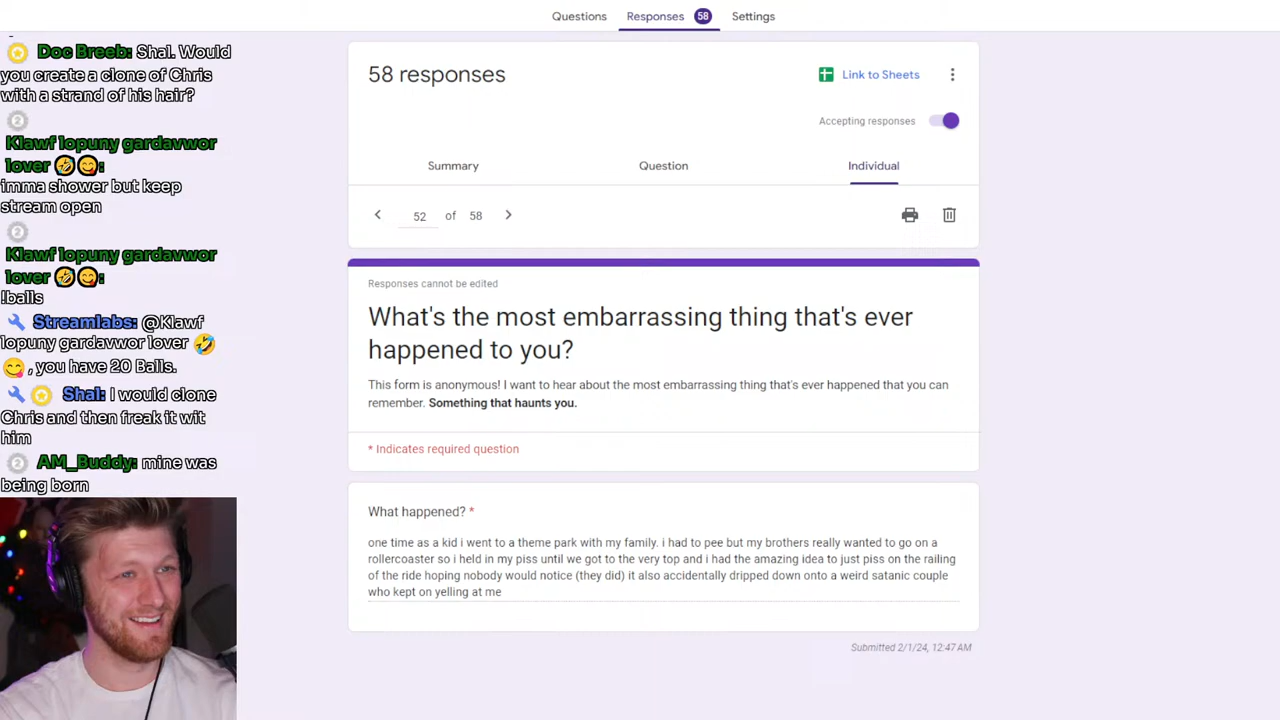 Questions
Responses 58
Settings
Doc Breeb: Shal. Would
you create a clone of Chris
with a strand of his hair?
2
Klawf lopuny gardavwor
lover 🤣😋:
imma shower but keep
stream open
2
Klawf lopuny gardavwor
lover 🤣😋:
!balls
Streamlabs: @Klawf
lopuny gardavwor lover 🤣
😋, you have 20 Balls.
Shal: I would clone
Chris and then freak it wit
him
2 AM_Buddy: mine was
being born
58 responses
Link to Sheets
Accepting responses
Summary
Question
Individual
52 of 58
Responses cannot be edited
What's the most embarrassing thing that's ever
happened to you?
This form is anonymous! I want to hear about the most embarrassing thing that's ever happened that you can
remember. Something that haunts you.
* Indicates required question
What happened? *
one time as a kid i went to a theme park with my family. i had to pee but my brothers really wanted to go on a
rollercoaster so i held in my piss until we got to the very top and i had the amazing idea to just piss on the railing
of the ride hoping nobody would notice (they did) it also accidentally dripped down onto a weird satanic couple
who kept on yelling at me
Submitted 2/1/24, 12:47 AM